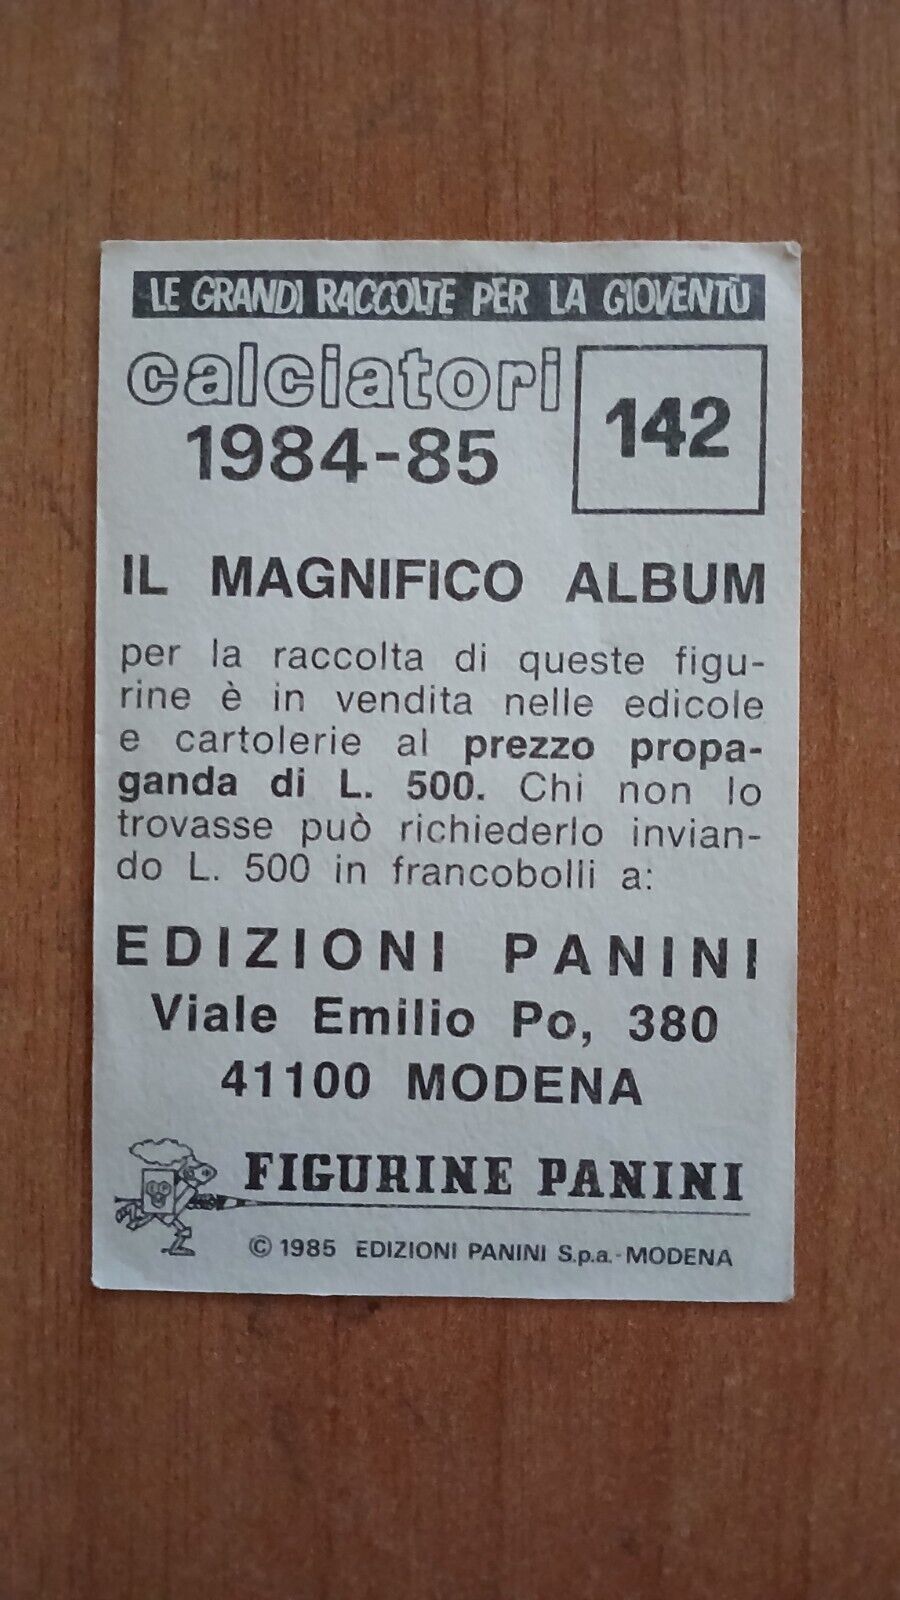 LE GRANDI RACCOLTE PER LA GIOVENTÙ
calciatori
1984-85
142
IL MAGNIFICO ALBUM
per la raccolta di queste figu-
rine è in vendita nelle edicole
e cartolerie al prezzo propa-
ganda di L. 500. Chi non lo
trovasse può richiederlo invian-
do L. 500 in francobolli a:
EDIZIONI PANINI
Viale Emilio Po, 380
41100 MODENA
FIGURINE PANINI
© 1985 EDIZIONI PANINI S.p.a.-MODENA